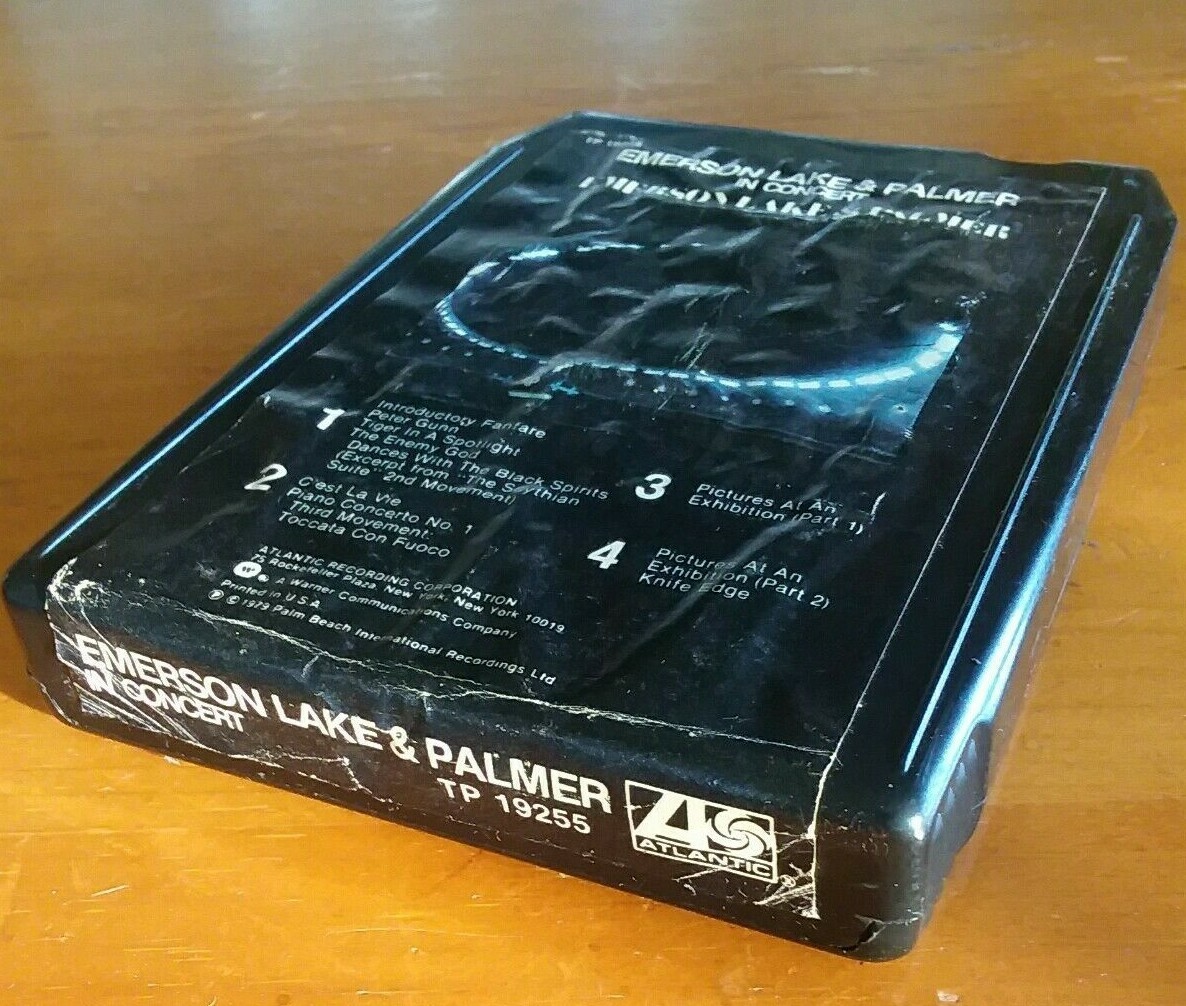 EMERSON LAKE & PALMER
IN CONCERT
EMERSON LAKE & PALMER
1
Introductory Fanfare
Peter Gunn
Tiger In A Spotlight
The Enemy God
Dances With The Black Spirits
(Excerpt from "The Scythian
Suite" 2nd Movement)
2
C'est La Vie
Piano Concerto No. 1
Third Movement:
Toccata Con Fuoco
3
Pictures At An
Exhibition (Part 1)
4
Pictures At An
Exhibition (Part 2)
Knife Edge
ATLANTIC RECORDING CORPORATION
75 Rockefeller Plaza, New York, New York 10019
W ® A Warner Communications Company
Printed in U.S.A.
℗ © 1979 Palm Beach International Recordings Ltd
EMERSON LAKE & PALMER
IN CONCERT
TP 19255
ATLANTIC ®